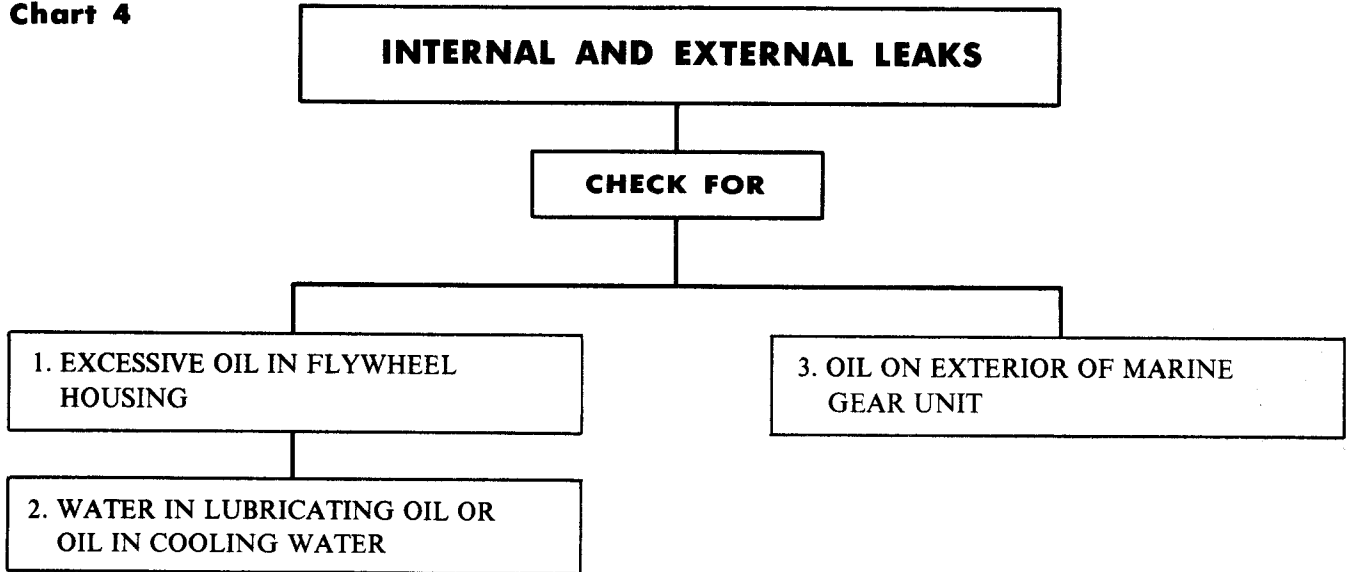 Chart 4
INTERNAL AND EXTERNAL LEAKS
CHECK FOR
1. EXCESSIVE OIL IN FLYWHEEL
HOUSING
3. OIL ON EXTERIOR OF MARINE
GEAR UNIT
2. WATER IN LUBRICATING OIL OR
OIL IN COOLING WATER